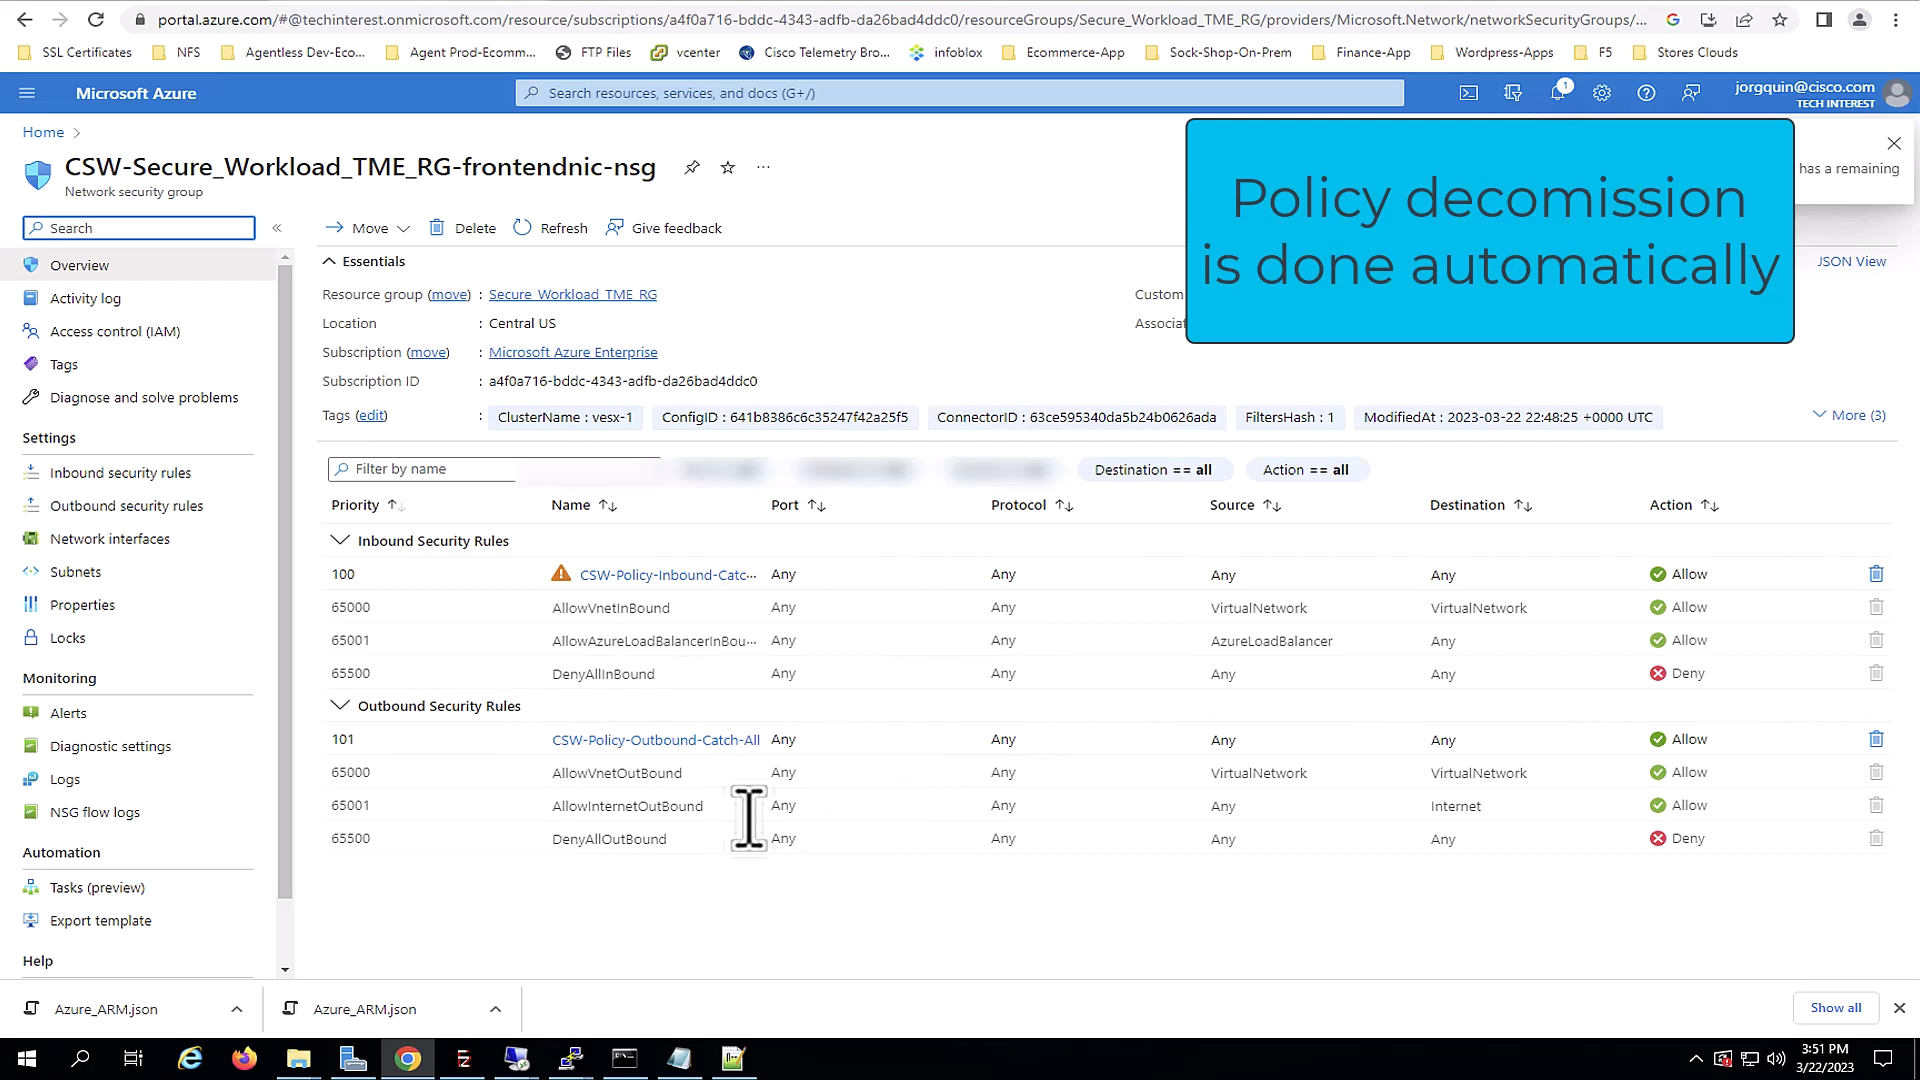 portal.azure.com/#@techinterest.onmicrosoft.com/resource/subscriptions/a4f0a716-bddc-4343-adfb-da26bad4ddc0/resourceGroups/Secure_Workload_TME_RG/providers/Microsoft.Network/networkSecurityGroups/...
SSL Certificates NFS Agentless Dev-Eco... Agent Prod-Ecomm... FTP Files vcenter Cisco Telemetry Bro... infoblox Ecommerce-App Sock-Shop-On-Prem Finance-App Wordpress-Apps F5 Stores Clouds
Microsoft Azure
Search resources, services, and docs (G+/)
1
jorgquin@cisco.com
TECH INTEREST
Home
CSW-Secure_Workload_TME_RG-frontendnic-nsg
Network security group
Policy decomission
is done automatically
has a remaining
Search
Move Delete Refresh Give feedback
Overview
Activity log
Access control (IAM)
Tags
Diagnose and solve problems
Settings
Inbound security rules
Outbound security rules
Network interfaces
Subnets
Properties
Locks
Monitoring
Alerts
Diagnostic settings
Logs
NSG flow logs
Automation
Tasks (preview)
Export template
Help
Essentials
JSON View
Resource group (move) : Secure_Workload_TME_RG
Custom
Location : Central US
Associat
Subscription (move) : Microsoft Azure Enterprise
Subscription ID : a4f0a716-bddc-4343-adfb-da26bad4ddc0
Tags (edit) : ClusterName : vesx-1 ConfigID : 641b8386c6c35247f42a25f5 ConnectorID : 63ce595340da5b24b0626ada FiltersHash : 1 ModifiedAt : 2023-03-22 22:48:25 +0000 UTC More (3)
Filter by name Destination == all Action == all
Priority Name Port Protocol Source Destination Action
Inbound Security Rules
100 CSW-Policy-Inbound-Catc... Any Any Any Any Allow
65000 AllowVnetInBound Any Any VirtualNetwork VirtualNetwork Allow
65001 AllowAzureLoadBalancerInBou... Any Any AzureLoadBalancer Any Allow
65500 DenyAllInBound Any Any Any Any Deny
Outbound Security Rules
101 CSW-Policy-Outbound-Catch-All Any Any Any Any Allow
65000 AllowVnetOutBound Any Any VirtualNetwork VirtualNetwork Allow
65001 AllowInternetOutBound Any Any Any Internet Allow
65500 DenyAllOutBound Any Any Any Any Deny
Azure_ARM.json Azure_ARM.json Show all
3:51 PM
3/22/2023